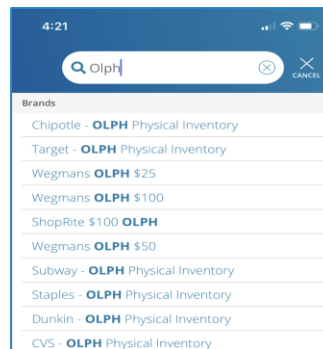 4:21
Olph
CANCEL
Brands
Chipotle - OLPH Physical Inventory
Target - OLPH Physical Inventory
Wegmans OLPH $25
Wegmans OLPH $100
ShopRite $100 OLPH
Wegmans OLPH $50
Subway - OLPH Physical Inventory
Staples - OLPH Physical Inventory
Dunkin - OLPH Physical Inventory
CVS - OLPH Physical Inventory